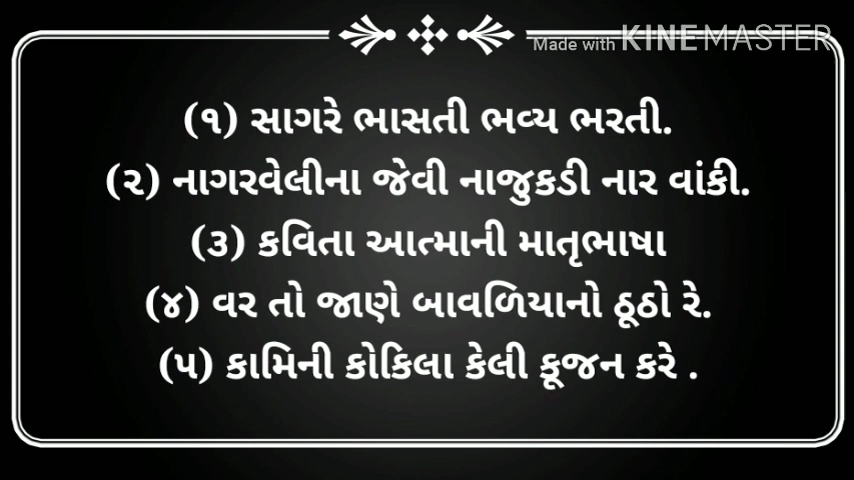 Made with KINEMASTER
(૧) સાગરે ભાસતી ભવ્ય ભરતી.
(૨) નાગરવેલીના જેવી નાજુકડી નાર વાંકી.
(૩) કવિતા આત્માની માતૃભાષા
(૪) વર તો જાણે બાવળિયાનો ઠૂઠો રે.
(૫) કામિની કોકિલા કેલી કૂજન કરે .